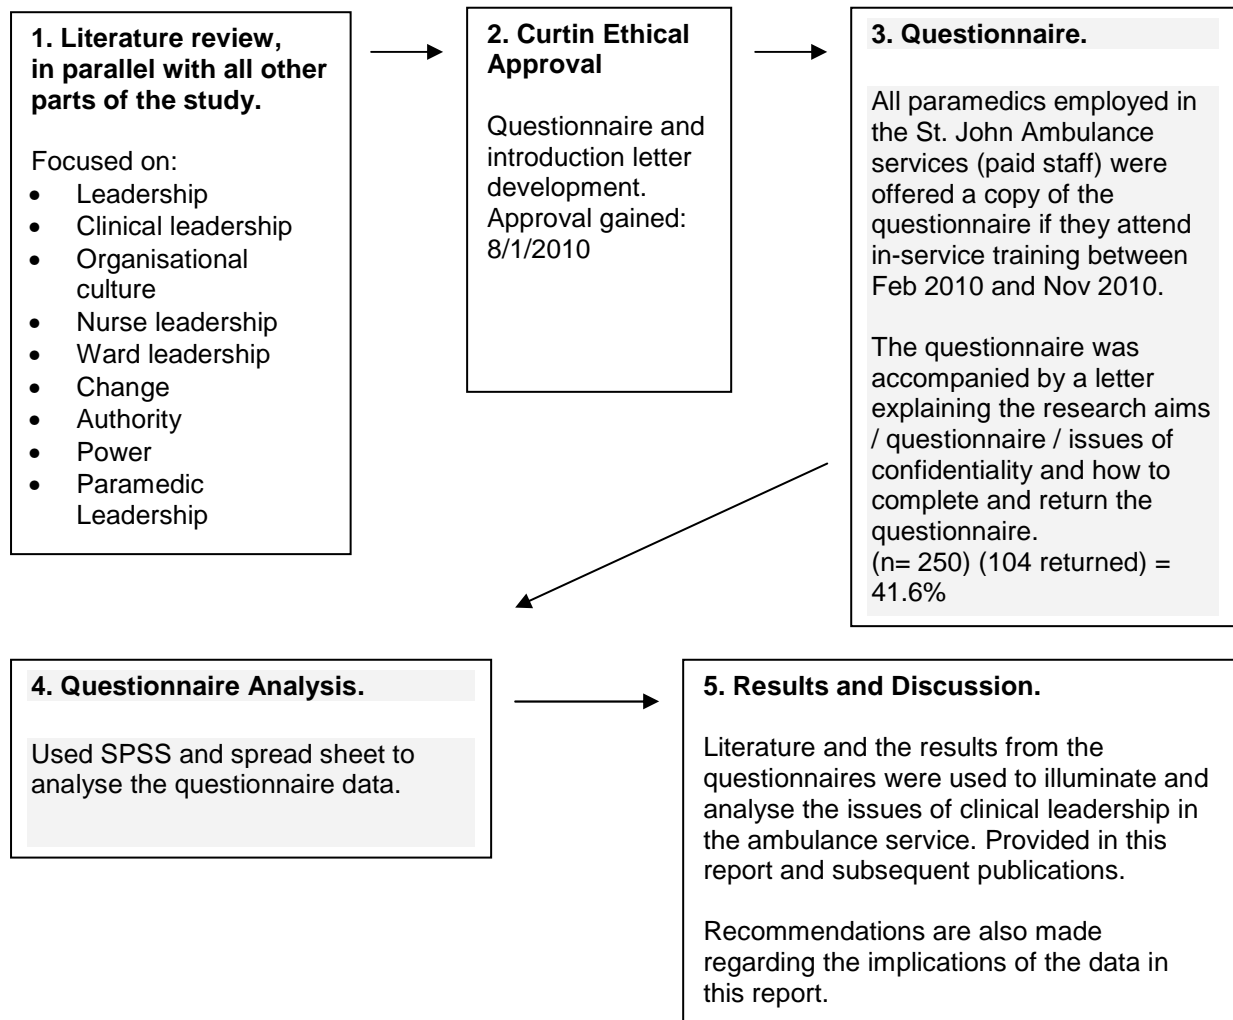 1. Literature review,
in parallel with all other
parts of the study.
Focused on:
• Leadership
• Clinical leadership
• Organisational
culture
• Nurse leadership
• Ward leadership
• Change
• Authority
• Power
• Paramedic
Leadership
2. Curtin Ethical
Approval
Questionnaire and
introduction letter
development.
Approval gained:
8/1/2010
3. Questionnaire.
All paramedics employed in
the St. John Ambulance
services (paid staff) were
offered a copy of the
questionnaire if they attend
in-service training between
Feb 2010 and Nov 2010.
The questionnaire was
accompanied by a letter
explaining the research aims
/ questionnaire / issues of
confidentiality and how to
complete and return the
questionnaire.
(n= 250) (104 returned) =
41.6%
4. Questionnaire Analysis.
Used SPSS and spread sheet to
analyse the questionnaire data.
5. Results and Discussion.
Literature and the results from the
questionnaires were used to illuminate and
analyse the issues of clinical leadership in
the ambulance service. Provided in this
report and subsequent publications.
Recommendations are also made
regarding the implications of the data in
this report.